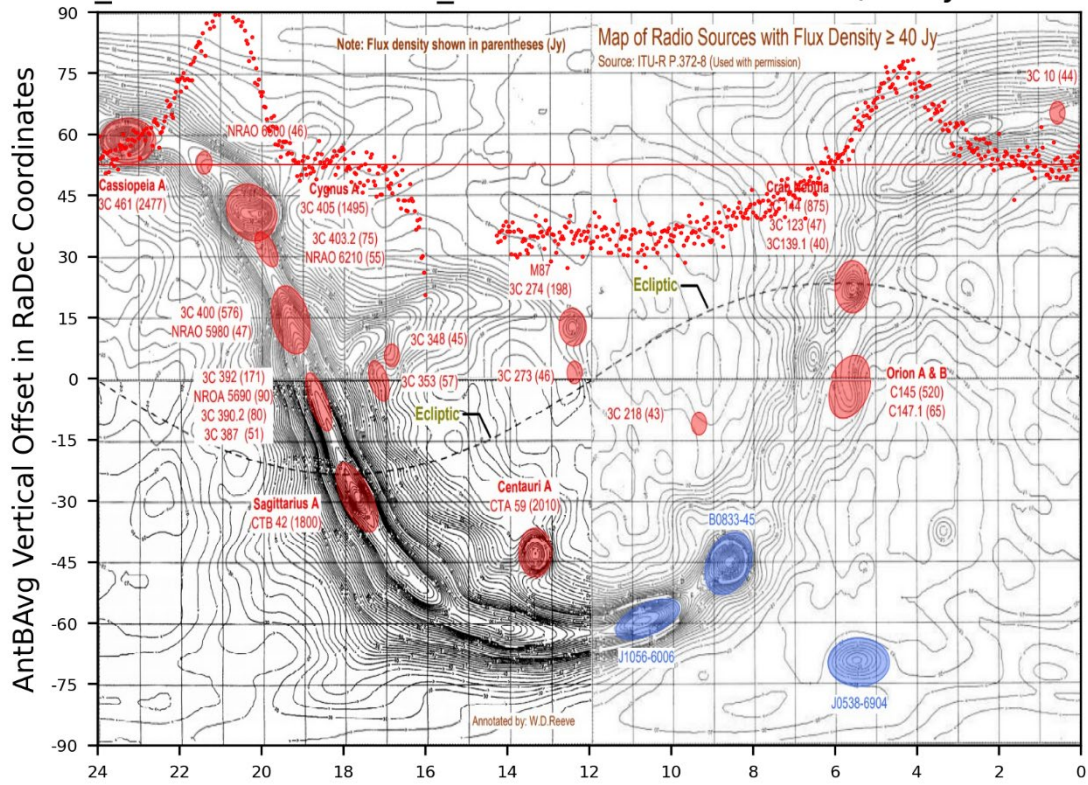 Note: Flux density shown in parentheses (Jy)
Map of Radio Sources with Flux Density ≥ 40 Jy
Source: ITU-R P.372-8 (Used with permission)
AntBAvg Vertical Offset in RaDec Coordinates
90
75
60
45
30
15
0
-15
-30
-45
-60
-75
-90
3C 10 (44)
NRAO 6600 (46)
Cassiopeia A
3C 461 (2477)
Cygnus A
3C 405 (1495)
Crab Nebula
C144 (875)
3C 123 (47)
3C139.1 (40)
3C 403.2 (75)
NRAO 6210 (55)
M87
3C 274 (198)
Ecliptic
3C 400 (576)
NRAO 5980 (47)
3C 348 (45)
3C 392 (171)
NROA 5690 (90)
3C 390.2 (80)
3C 387 (51)
3C 353 (57)
3C 273 (46)
Ecliptic
3C 218 (43)
Orion A & B
C145 (520)
C147.1 (65)
Sagittarius A
CTB 42 (1800)
Centauri A
CTA 59 (2010)
B0833-45
J1056-6006
J0538-6904
Annotated by: W.D.Reeve
24 22 20 18 16 14 12 10 8 6 4 2 0